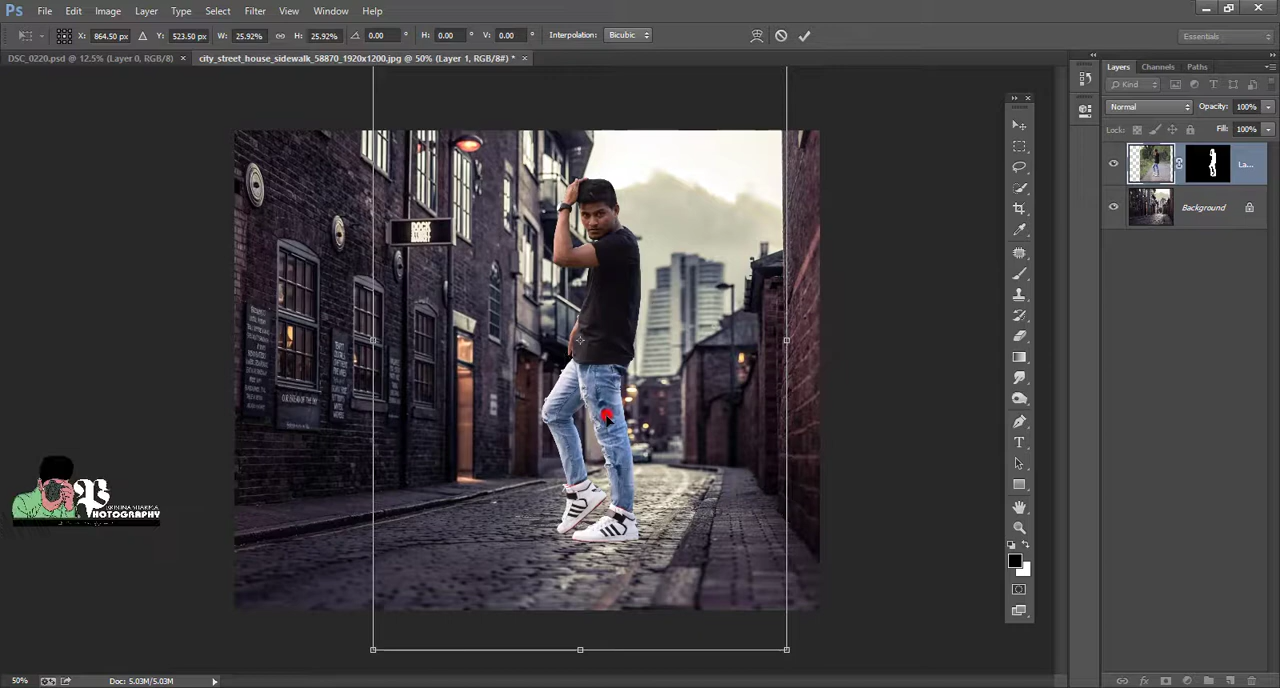 Ps File Edit Image Layer Type Select Filter View Window Help
X: 864.50 px Y: 523.50 px W: 25.92% H: 25.92% 0.00 ° H: 0.00 ° V: 0.00 ° Interpolation: Bicubic Essentials
DSC_0220.psd @ 12.5% (Layer 0, RGB/8) × city_street_house_sidewalk_58870_1920x1200.jpg @ 50% (Layer 1, RGB/8#) * ×
Layers Channels Paths
Kind
Normal Opacity: 100%
Lock: Fill: 100%
La...
Background
ROCK
PHOTOGRAPHY
50% Doc: 5.03M/5.03M